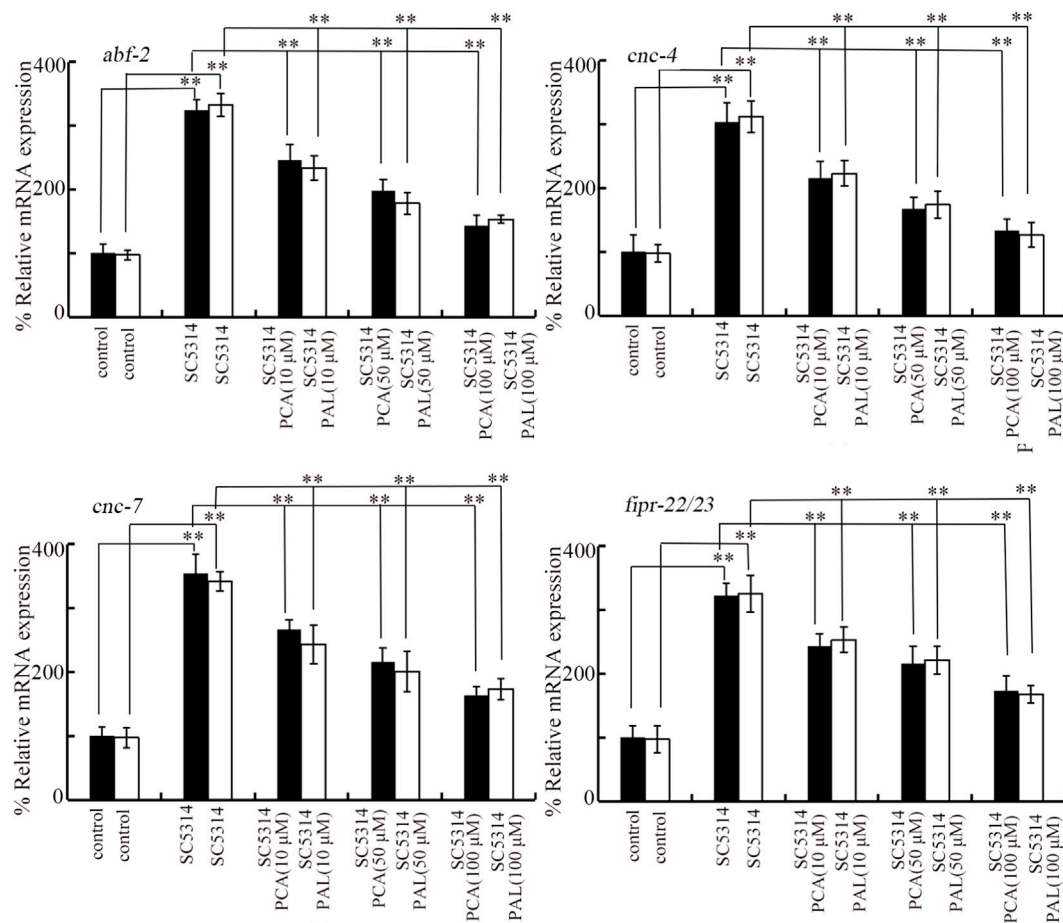 **
**
**
**
**
**
abf-2
**
**
% Relative mRNA expression
400
200
0
control
control
SC5314
SC5314
SC5314
PCA(10 μM)
SC5314
PAL(10 μM)
SC5314
PCA(50 μM)
SC5314
PAL(50 μM)
SC5314
PCA(100 μM)
SC5314
PAL(100 μM)
**
**
**
**
**
**
cnc-4
**
**
% Relative mRNA expression
400
200
0
control
control
SC5314
SC5314
SC5314
PCA(10 μM)
SC5314
PAL(10 μM)
SC5314
PCA(50 μM)
SC5314
PAL(50 μM)
SC5314
PCA(100 μM)
P
SC5314
PAL(100 μM)
**
**
**
**
**
**
cnc-7
**
**
% Relative mRNA expression
400
200
0
control
control
SC5314
SC5314
SC5314
PCA(10 μM)
SC5314
PAL(10 μM)
SC5314
PCA(50 μM)
SC5314
PAL(50 μM)
SC5314
PCA(100 μM)
SC5314
PAL(100 μM)
**
**
**
**
**
**
fipr-22/23
**
**
% Relative mRNA expression
400
200
0
control
control
SC5314
SC5314
SC5314
PCA(10 μM)
SC5314
PAL(10 μM)
SC5314
PCA(50 μM)
SC5314
PAL(50 μM)
SC5314
PCA(100 μM)
SC5314
PAL(100 μM)